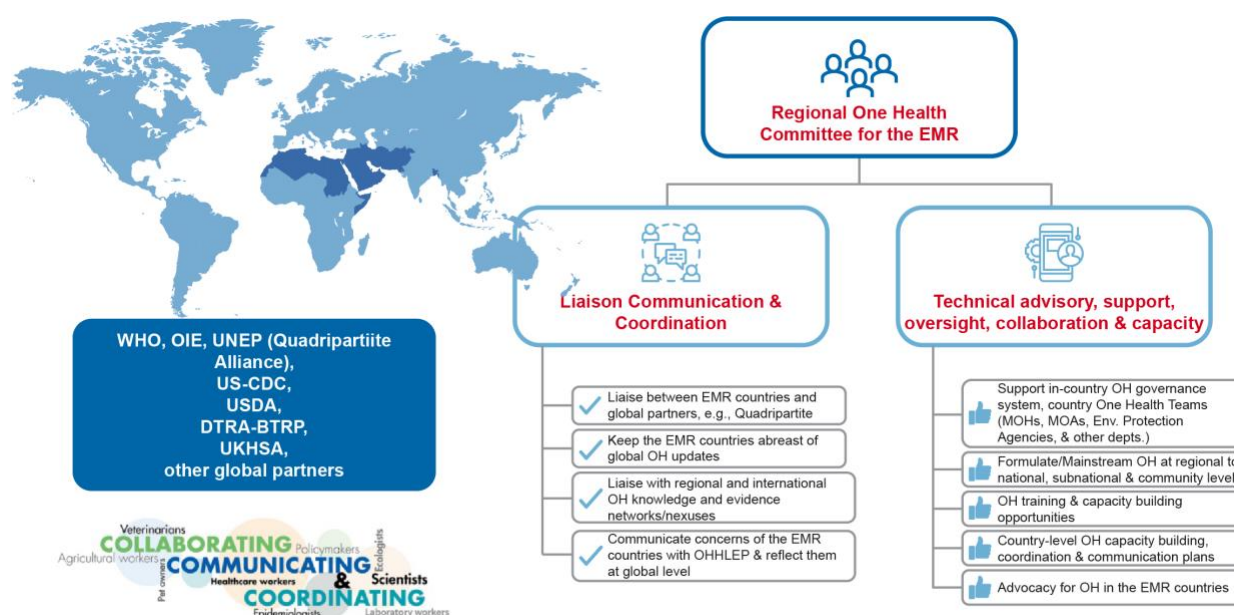 Regional One Health
Committee for the EMR
Liaison Communication &
Coordination
Technical advisory, support,
oversight, collaboration & capacity
WHO, OIE, UNEP (Quadripartiite
Alliance),
US-CDC,
USDA,
DTRA-BTRP,
UKHSA,
other global partners
Liaise between EMR countries and
global partners, e.g., Quadripartite
Keep the EMR countries abreast of
global OH updates
Liaise with regional and international
OH knowledge and evidence
networks/nexuses
Communicate concerns of the EMR
countries with OHHLEP & reflect them
at global level
Support in-country OH governance
system, country One Health Teams
(MOHs, MOAs, Env. Protection
Agencies, & other depts.)
Formulate/Mainstream OH at regional to
national, subnational & community level
OH training & capacity building
opportunities
Country-level OH capacity building,
coordination & communication plans
Advocacy for OH in the EMR countries
Veterinarians
COLLABORATING
Agricultural workers
Policymakers
Ecologists
Pet owners
COMMUNICATING
Healthcare workers
& Scientists
COORDINATING
Epidemiologists
Laboratory workers